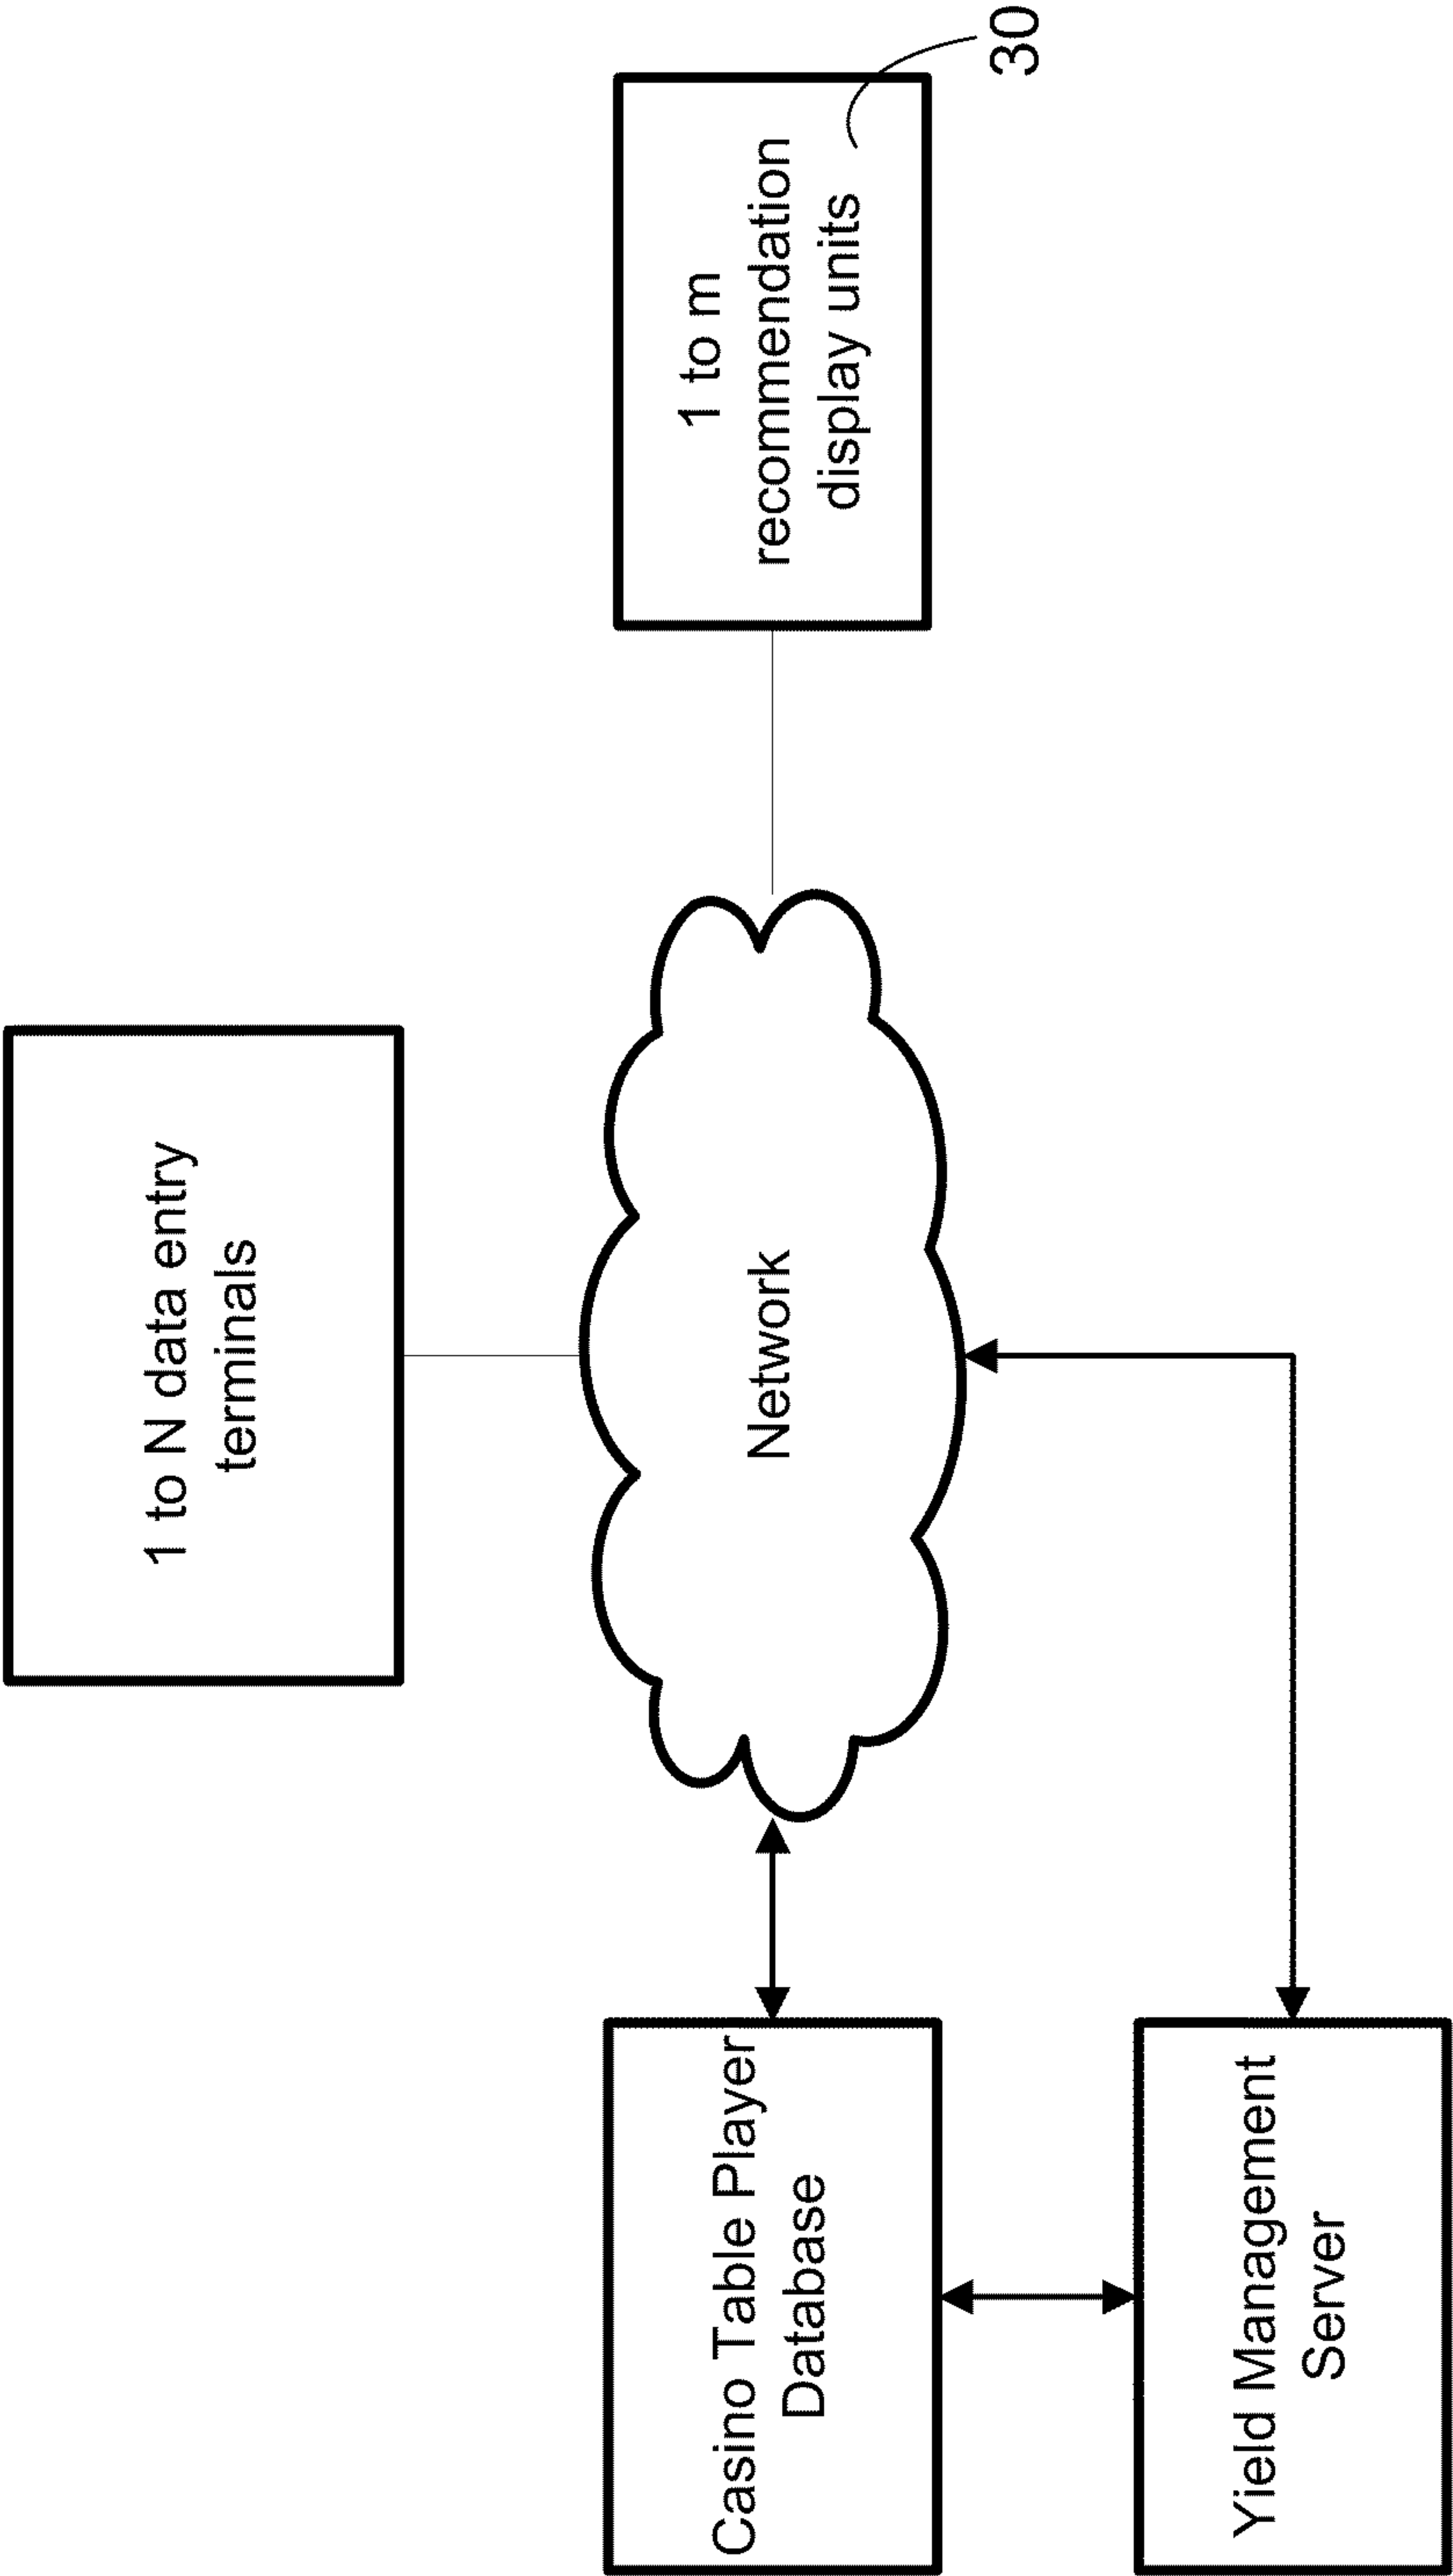 1 to N data entry
terminals
Casino Table Player
Database
Network
1 to m
recommendation
display units
30
Yield Management
Server